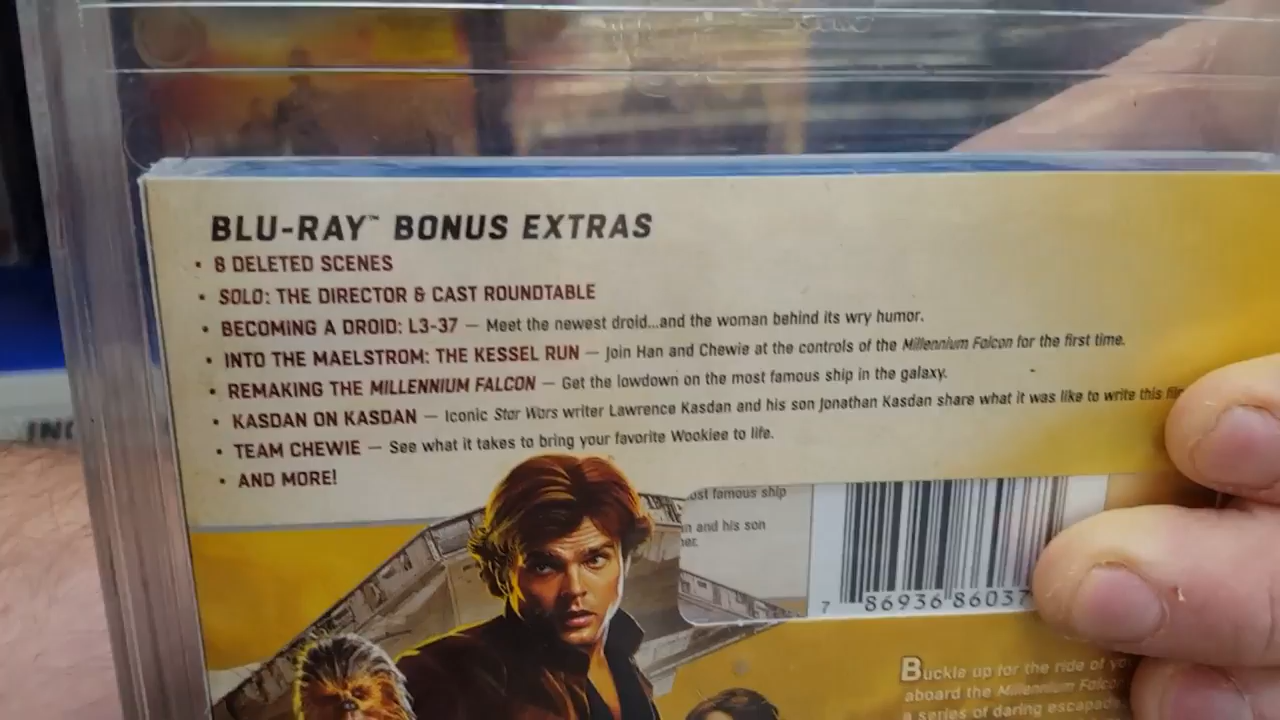 BLU-RAY™ BONUS EXTRAS
• 8 DELETED SCENES
• SOLO: THE DIRECTOR & CAST ROUNDTABLE
• BECOMING A DROID: L3-37 — Meet the newest droid...and the woman behind its wry humor.
• INTO THE MAELSTROM: THE KESSEL RUN — Join Han and Chewie at the controls of the Millennium Falcon for the first time.
• REMAKING THE MILLENNIUM FALCON — Get the lowdown on the most famous ship in the galaxy.
• KASDAN ON KASDAN — Iconic Star Wars writer Lawrence Kasdan and his son Jonathan Kasdan share what it was like to write this
• TEAM CHEWIE — See what it takes to bring your favorite Wookiee to life.
• AND MORE!
famous ship
and his son
7 86936 86037
Buckle up for the ride of
aboard the Millennium
a series of daring